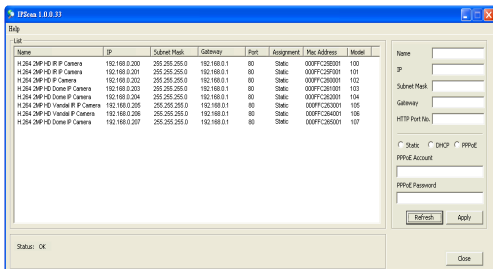 IPScan 1.0.0.33
Help
List
Name IP Subnet Mask Gateway Port Assignment Mac Address Model
H.264 2MP HD IR IP Camera 192.168.0.200 255.255.255.0 192.168.0.1 80 Static 000FFC25E001 100
H.264 2MP HD IR IP Camera 192.168.0.201 255.255.255.0 192.168.0.1 80 Static 000FFC25F001 101
H.264 2MP HD IP Camera 192.168.0.202 255.255.255.0 192.168.0.1 80 Static 000FFC260001 102
H.264 2MP HD Dome IP Camera 192.168.0.203 255.255.255.0 192.168.0.1 80 Static 000FFC261001 103
H.264 2MP HD Dome IP Camera 192.168.0.204 255.255.255.0 192.168.0.1 80 Static 000FFC262001 104
H.264 2MP HD Vandal IR IP Camera 192.168.0.205 255.255.255.0 192.168.0.1 80 Static 000FFC263001 105
H.264 2MP HD Vandal IP Camera 192.168.0.206 255.255.255.0 192.168.0.1 80 Static 000FFC264001 106
H.264 2MP HD Dome IP Camera 192.168.0.207 255.255.255.0 192.168.0.1 80 Static 000FFC265001 107
Name
IP
Subnet Mask
Gateway
HTTP Port No.
Static DHCP PPPoE
PPPoE Account
PPPoE Password
Refresh Apply
Status: OK
Close